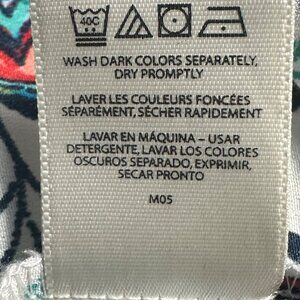 40C
WASH DARK COLORS SEPARATELY,
DRY PROMPTLY
LAVER LES COULEURS FONCÉES
SÉPARÉMENT, SÉCHER RAPIDEMENT
LAVAR EN MÁQUINA – USAR
DETERGENTE, LAVAR LOS COLORES
OSCUROS SEPARADO, EXPRIMIR,
SECAR PRONTO
M05